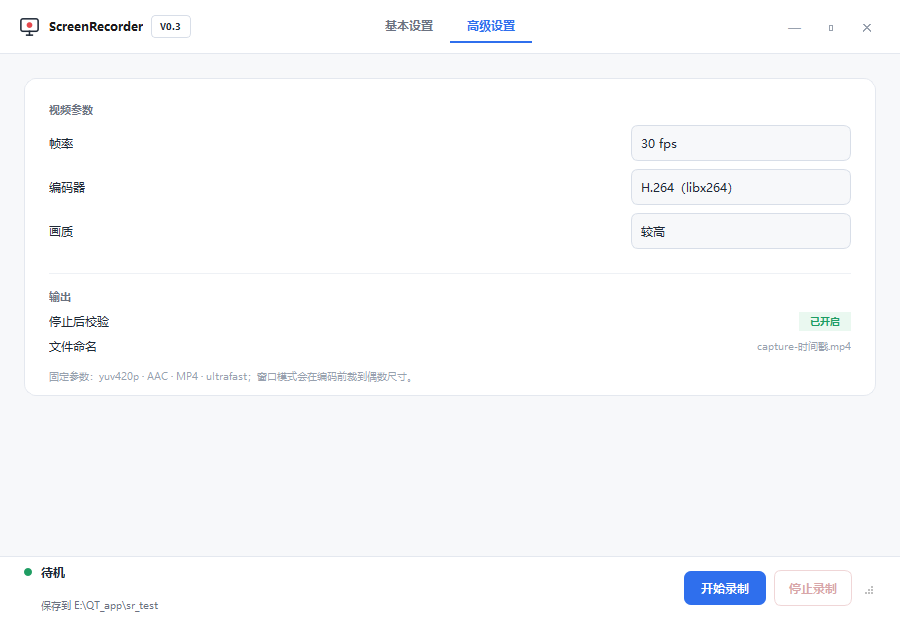 ScreenRecorder V0.3 基本设置 高级设置
视频参数
帧率 30 fps
编码器 H.264（libx264）
画质 较高
输出
停止后校验 已开启
文件命名 capture-时间戳.mp4
固定参数：yuv420p · AAC · MP4 · ultrafast；窗口模式会在编码前裁到偶数尺寸。
待机
保存到 E:\QT_app\sr_test
开始录制 停止录制